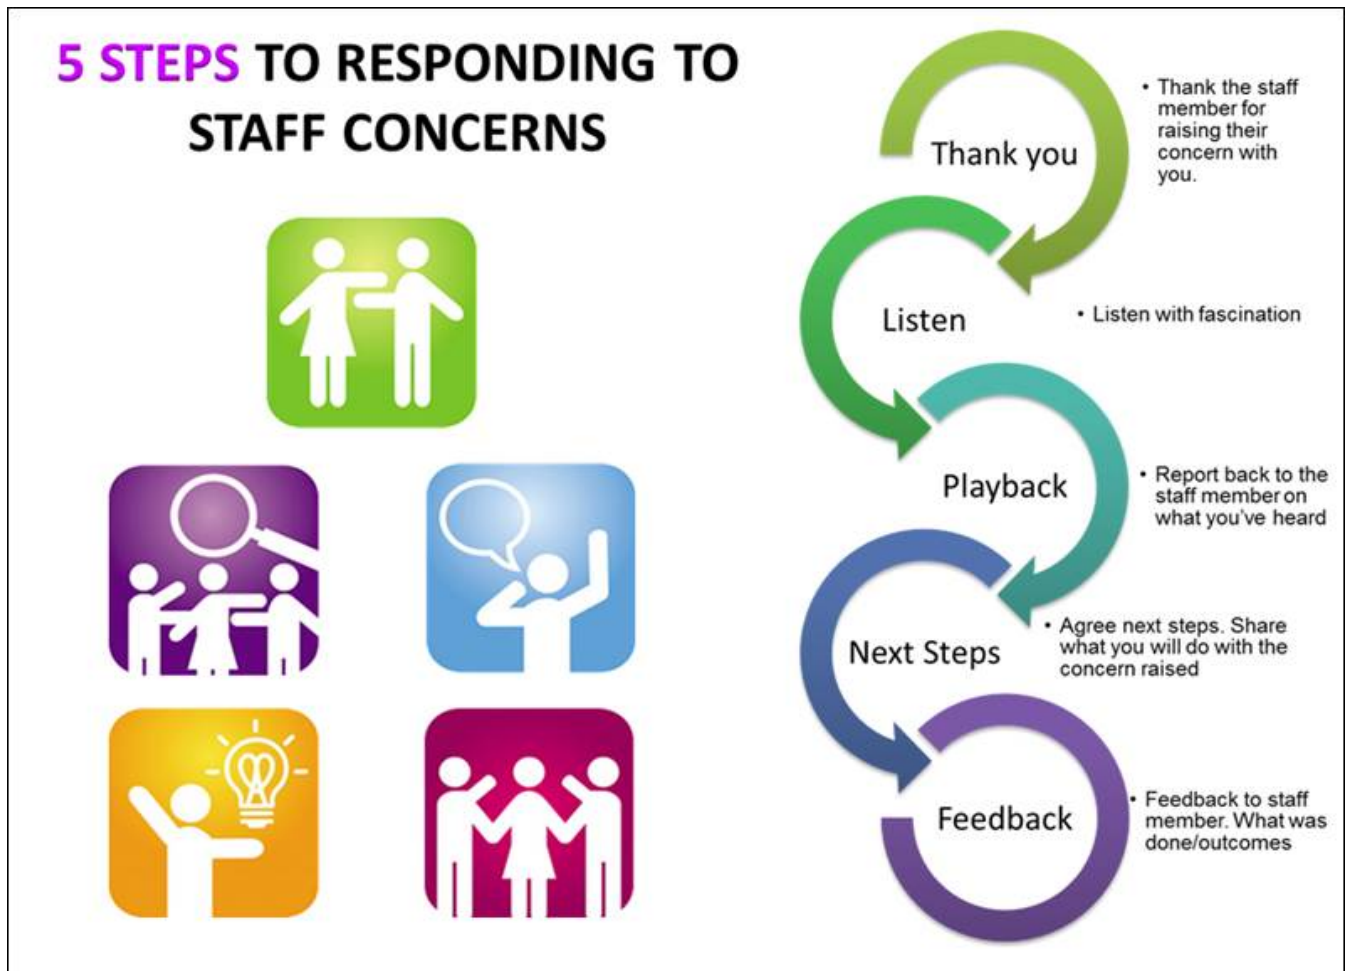 5 STEPS TO RESPONDING TO
STAFF CONCERNS
Thank you
• Thank the staff
member for
raising their
concern with
you.
Listen
• Listen with fascination
Playback
• Report back to the
staff member on
what you've heard
Next Steps
• Agree next steps. Share
what you will do with the
concern raised
Feedback
• Feedback to staff
member. What was
done/outcomes